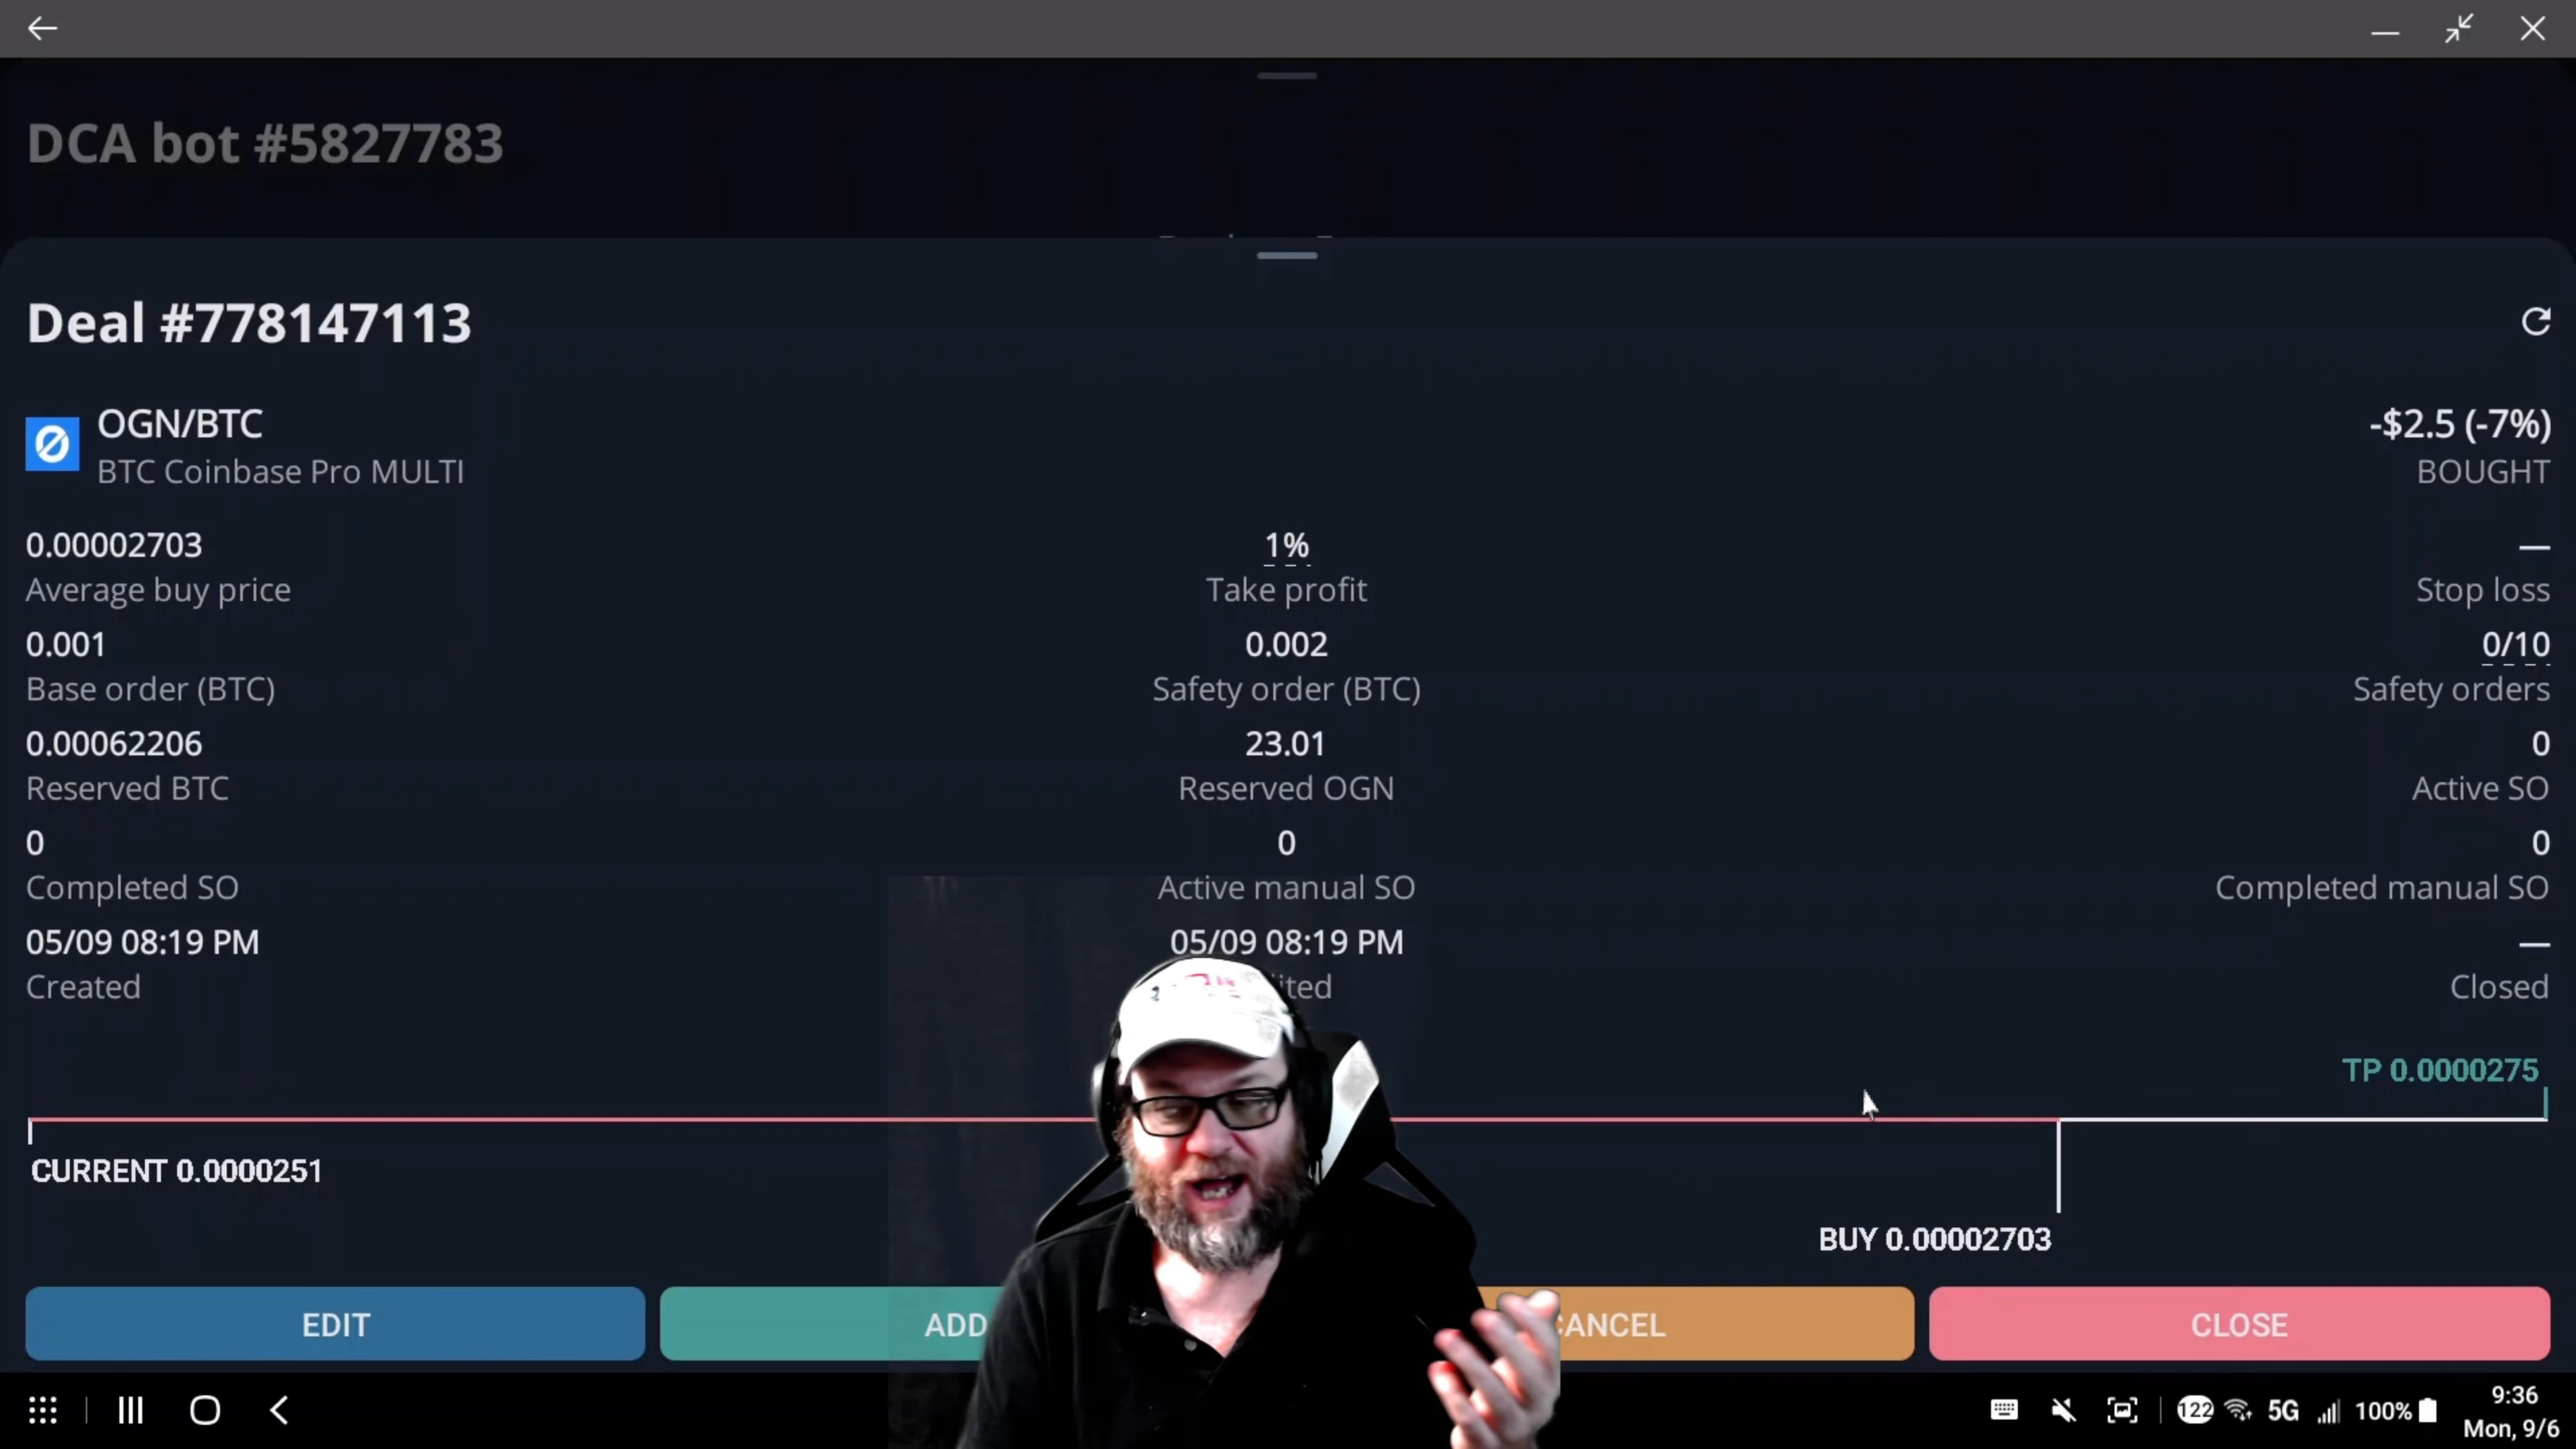 DCA bot #5827783
Deal #778147113
OGN/BTC
BTC Coinbase Pro MULTI
-$2.5 (-7%)
BOUGHT
0.00002703
Average buy price
1%
Take profit
—
Stop loss
0.001
Base order (BTC)
0.002
Safety order (BTC)
0/10
Safety orders
0.00062206
Reserved BTC
23.01
Reserved OGN
0
Active SO
0
Completed SO
0
Active manual SO
0
Completed manual SO
05/09 08:19 PM
Created
05/09 08:19 PM
ited
—
Closed
TP 0.0000275
CURRENT 0.0000251
BUY 0.00002703
EDIT
ADD
CANCEL
CLOSE
122
5G
100%
9:36
Mon, 9/6